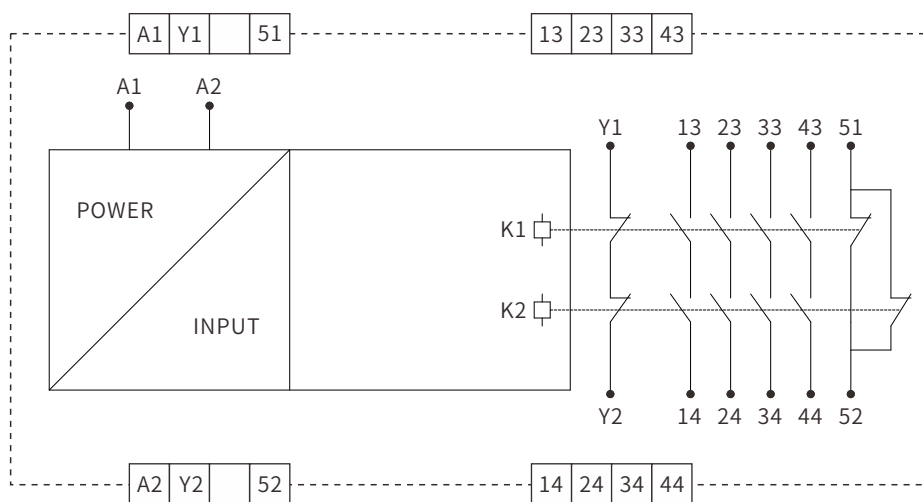 A1 Y1 51 13 23 33 43
A1 A2
Y1 13 23 33 43 51
POWER
K1
K2
INPUT
Y2 14 24 34 44 52
A2 Y2 52 14 24 34 44